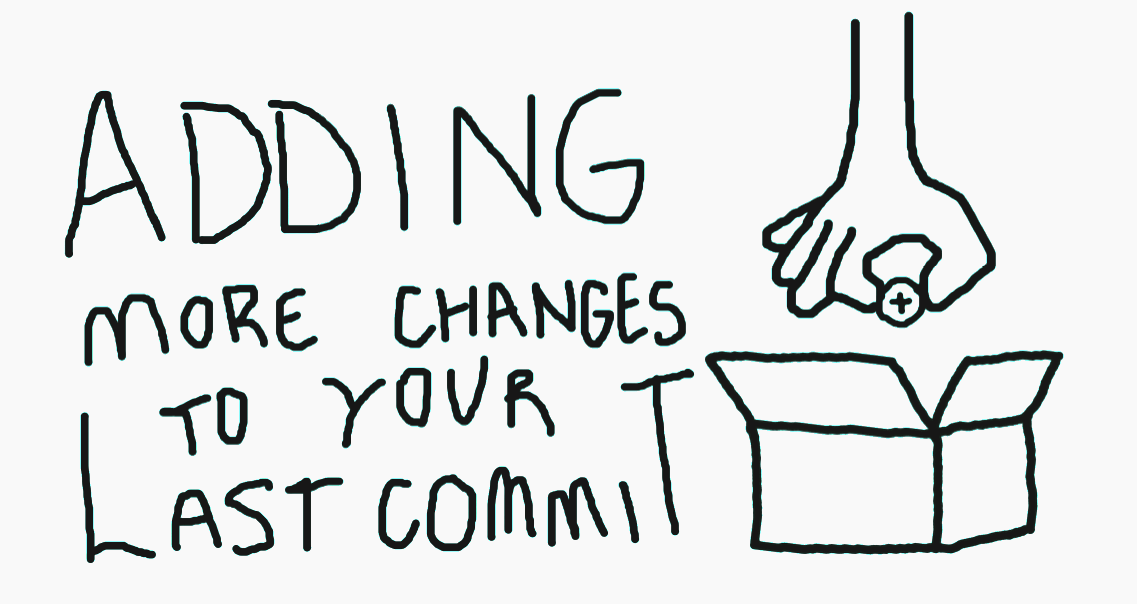 ADDING
MORE CHANGES
TO YOUR
LAST COMMIT
+